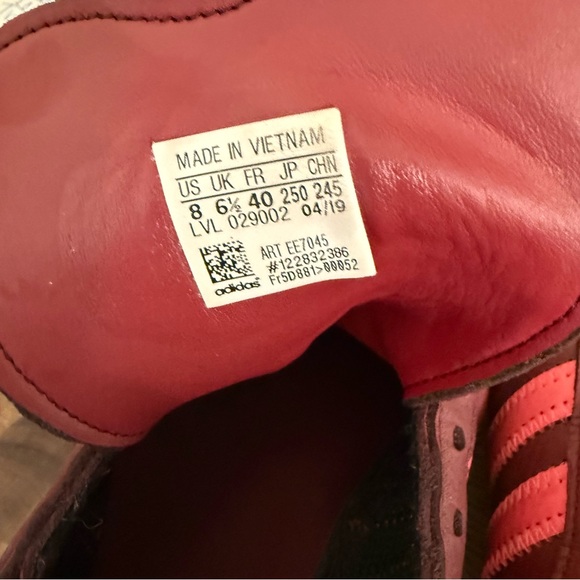 MADE IN VIETNAM
US UK FR JP CHN
8 6½ 40 250 245
LVL 029002 04/19
ART EE7045
#122832386
Fr5D881>00052
adidas